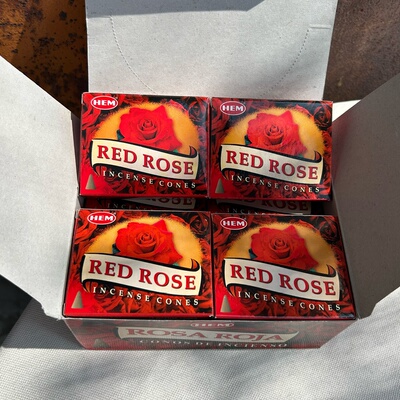 HEM
RED ROSE
INCENSE CONES
HEM
RED ROSE
INCENSE CONES
HEM
RED ROSE
INCENSE CONES
HEM
RED ROSE
INCENSE CONES
HEM
ROSA ROJA
CONOS DE INCIENSO